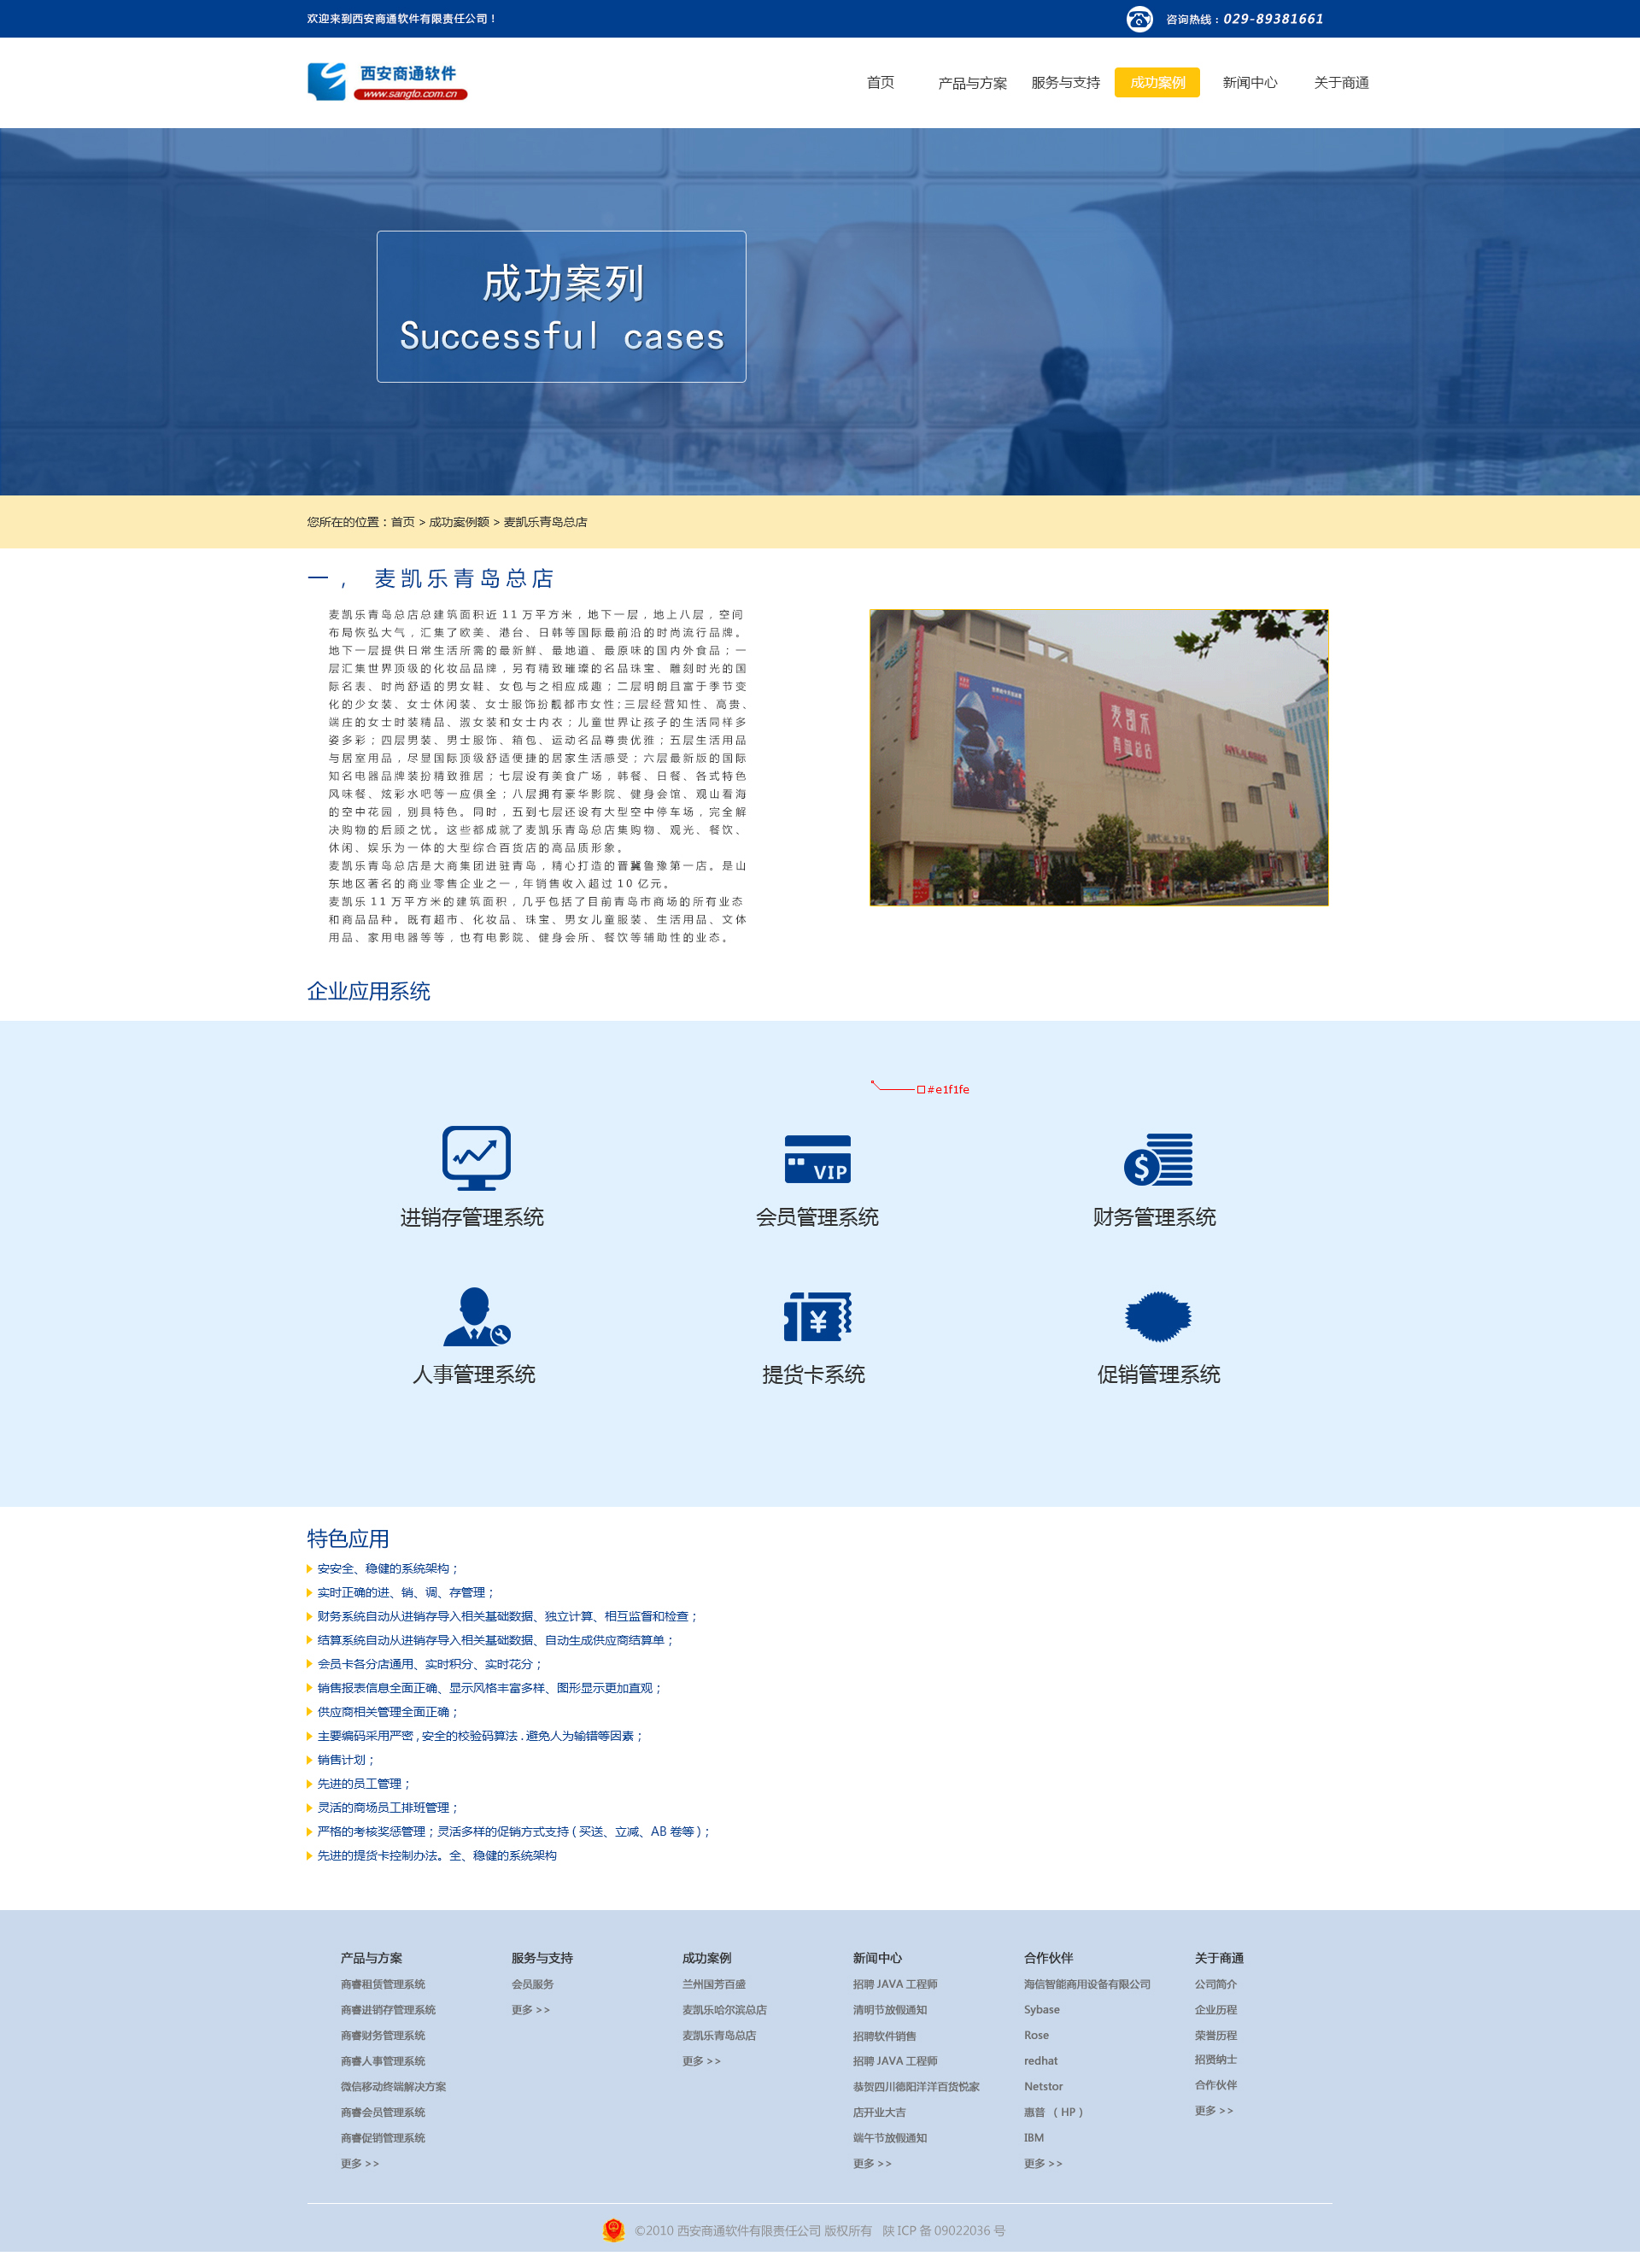 欢迎来到西安商通软件有限责任公司！
咨询热线：029-89381661
西安商通软件
www.sangto.com.cn
首页 产品与方案 服务与支持 成功案例 新闻中心 关于商通
成功案列
Successful cases
您所在的位置：首页 > 成功案例额 > 麦凯乐青岛总店
一， 麦凯乐青岛总店
麦凯乐青岛总店总建筑面积近 11 万平方米，地下一层，地上八层，空间
布局恢弘大气，汇集了欧美、港台、日韩等国际最前沿的时尚流行品牌。
地下一层提供日常生活所需的最新鲜、最地道、最原味的国内外食品；一
层汇集世界顶级的化妆品品牌，另有精致璀璨的名品珠宝、雕刻时光的国
际名表、时尚舒适的男女鞋、女包与之相应成趣；二层明朗且富于季节变
化的少女装、女士休闲装、女士服饰扮靓都市女性；三层经营知性、高贵、
端庄的女士时装精品、淑女装和女士内衣；儿童世界让孩子的生活同样多
姿多彩；四层男装、男士服饰、箱包、运动名品尊贵优雅；五层生活用品
与居室用品，尽显国际顶级舒适便捷的居家生活感受；六层最新版的国际
知名电器品牌装扮精致雅居；七层设有美食广场，韩餐、日餐、各式特色
风味餐、炫彩水吧等一应俱全；八层拥有豪华影院、健身会馆、观山看海
的空中花园，别具特色。同时，五到七层还设有大型空中停车场，完全解
决购物的后顾之忧。这些都成就了麦凯乐青岛总店集购物、观光、餐饮、
休闲、娱乐为一体的大型综合百货店的高品质形象。
麦凯乐青岛总店是大商集团进驻青岛，精心打造的晋冀鲁豫第一店。是山
东地区著名的商业零售企业之一，年销售收入超过 10 亿元。
麦凯乐 11 万平方米的建筑面积，几乎包括了目前青岛市商场的所有业态
和商品品种。既有超市、化妆品、珠宝、男女儿童服装、生活用品、文体
用品、家用电器等等，也有电影院、健身会所、餐饮等辅助性的业态。
麦凯乐
青岛总店
企业应用系统
#e1f1fe
VIP
进销存管理系统 会员管理系统 财务管理系统
人事管理系统 提货卡系统 促销管理系统
特色应用
安安全、稳健的系统架构；
实时正确的进、销、调、存管理；
财务系统自动从进销存导入相关基础数据、独立计算、相互监督和检查；
结算系统自动从进销存导入相关基础数据、自动生成供应商结算单；
会员卡各分店通用、实时积分、实时花分；
销售报表信息全面正确、显示风格丰富多样、图形显示更加直观；
供应商相关管理全面正确；
主要编码采用严密，安全的校验码算法．避免人为输错等因素；
销售计划；
先进的员工管理；
灵活的商场员工排班管理；
严格的考核奖惩管理；灵活多样的促销方式支持（买送、立减、AB 卷等）；
先进的提货卡控制办法。全、稳健的系统架构
产品与方案
商睿租赁管理系统
商睿进销存管理系统
商睿财务管理系统
商睿人事管理系统
微信移动终端解决方案
商睿会员管理系统
商睿促销管理系统
更多 >>
服务与支持
会员服务
更多 >>
成功案例
兰州国芳百盛
麦凯乐哈尔滨总店
麦凯乐青岛总店
更多 >>
新闻中心
招聘 JAVA 工程师
清明节放假通知
招聘软件销售
招聘 JAVA 工程师
恭贺四川德阳洋洋百货悦家
店开业大吉
端午节放假通知
更多 >>
合作伙伴
海信智能商用设备有限公司
Sybase
Rose
redhat
Netstor
惠普 （HP）
IBM
更多 >>
关于商通
公司简介
企业历程
荣誉历程
招贤纳士
合作伙伴
更多 >>
©2010 西安商通软件有限责任公司 版权所有 陕 ICP 备 09022036 号